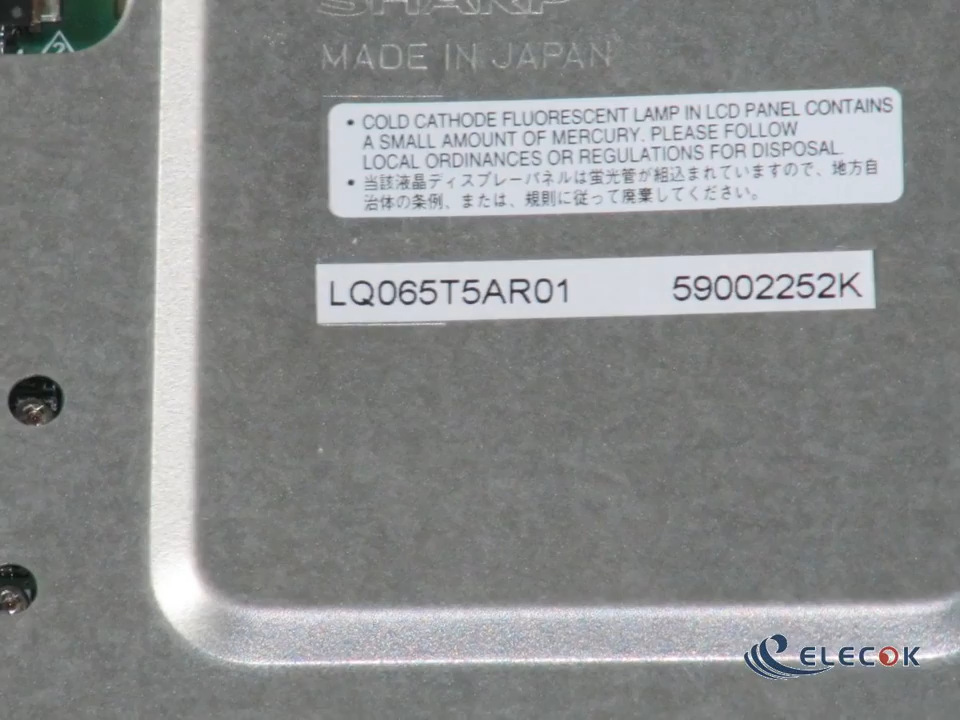 SHARP
MADE IN JAPAN
• COLD CATHODE FLUORESCENT LAMP IN LCD PANEL CONTAINS
A SMALL AMOUNT OF MERCURY. PLEASE FOLLOW
LOCAL ORDINANCES OR REGULATIONS FOR DISPOSAL.
• 当該液晶ディスプレーパネルは蛍光管が組込まれていますので、地方自
治体の条例、または、規則に従って廃棄してください。
LQ065T5AR01 59002252K
ELECOK